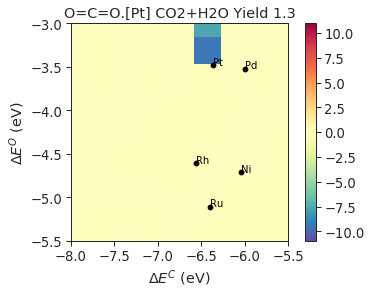 O=C=O.[Pt] CO2+H2O Yield 1.3
−3.0
−3.5
−4.0
−4.5
−5.0
−5.5
ΔE^O (eV)
Pt
Pd
Rh
Ni
Ru
−8.0 −7.5 −7.0 −6.5 −6.0 −5.5
ΔE^C (eV)
10.0
7.5
5.0
2.5
0.0
−2.5
−5.0
−7.5
−10.0